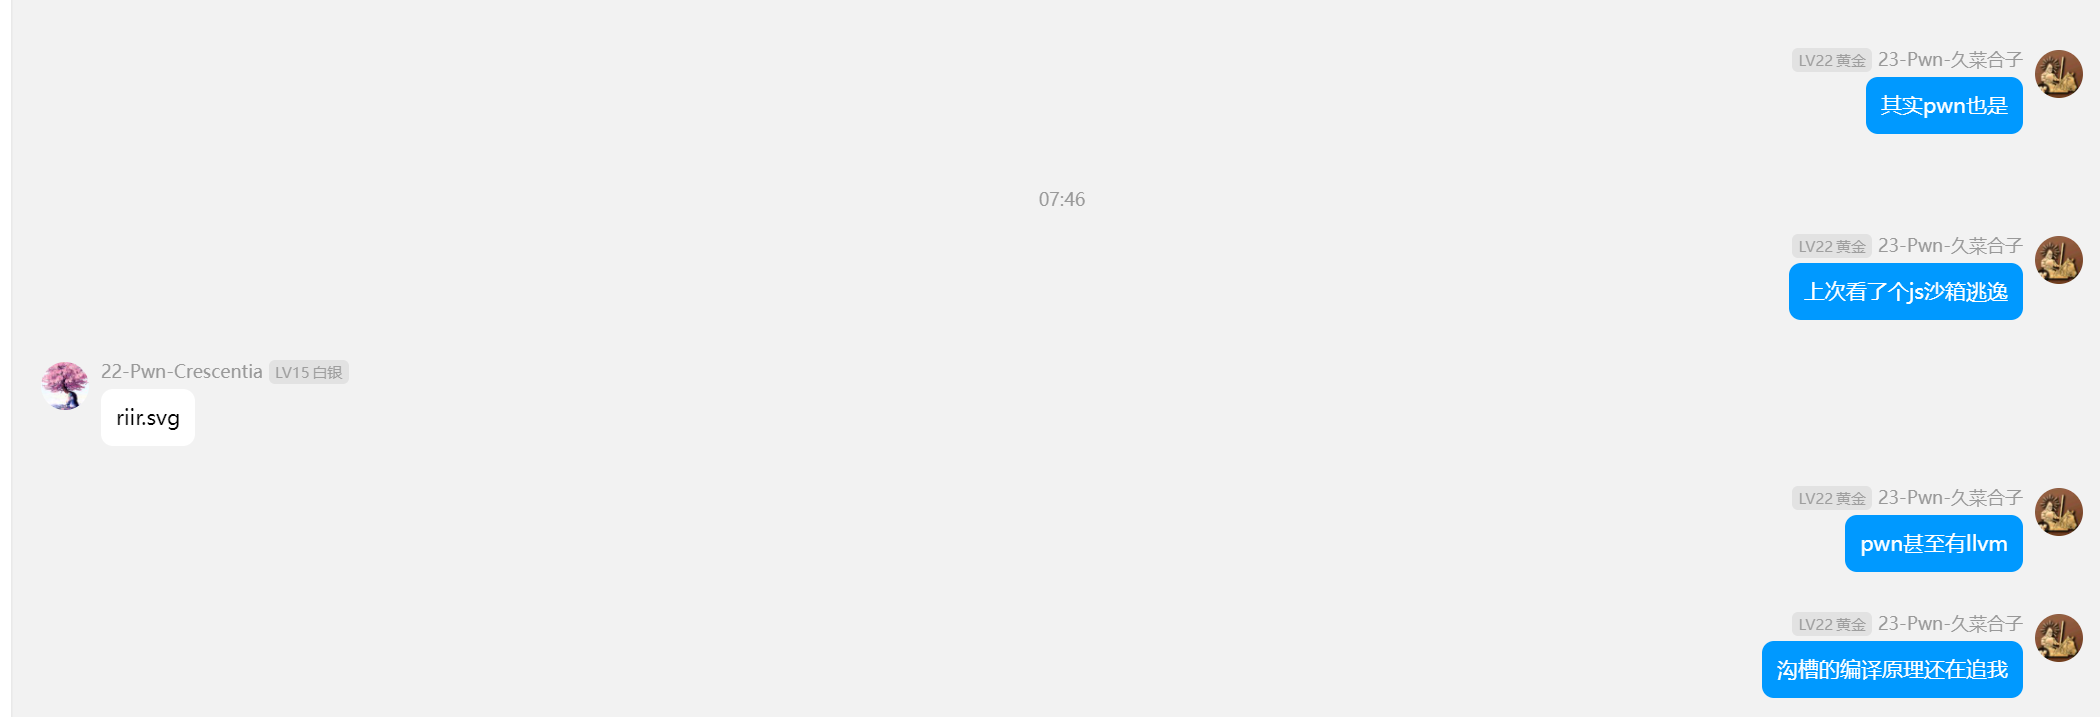 LV22 黄金 23-Pwn-久菜合子
其实pwn也是
07:46
LV22 黄金 23-Pwn-久菜合子
上次看了个js沙箱逃逸
22-Pwn-Crescentia LV15 白银
riir.svg
LV22 黄金 23-Pwn-久菜合子
pwn甚至有llvm
LV22 黄金 23-Pwn-久菜合子
沟槽的编译原理还在追我